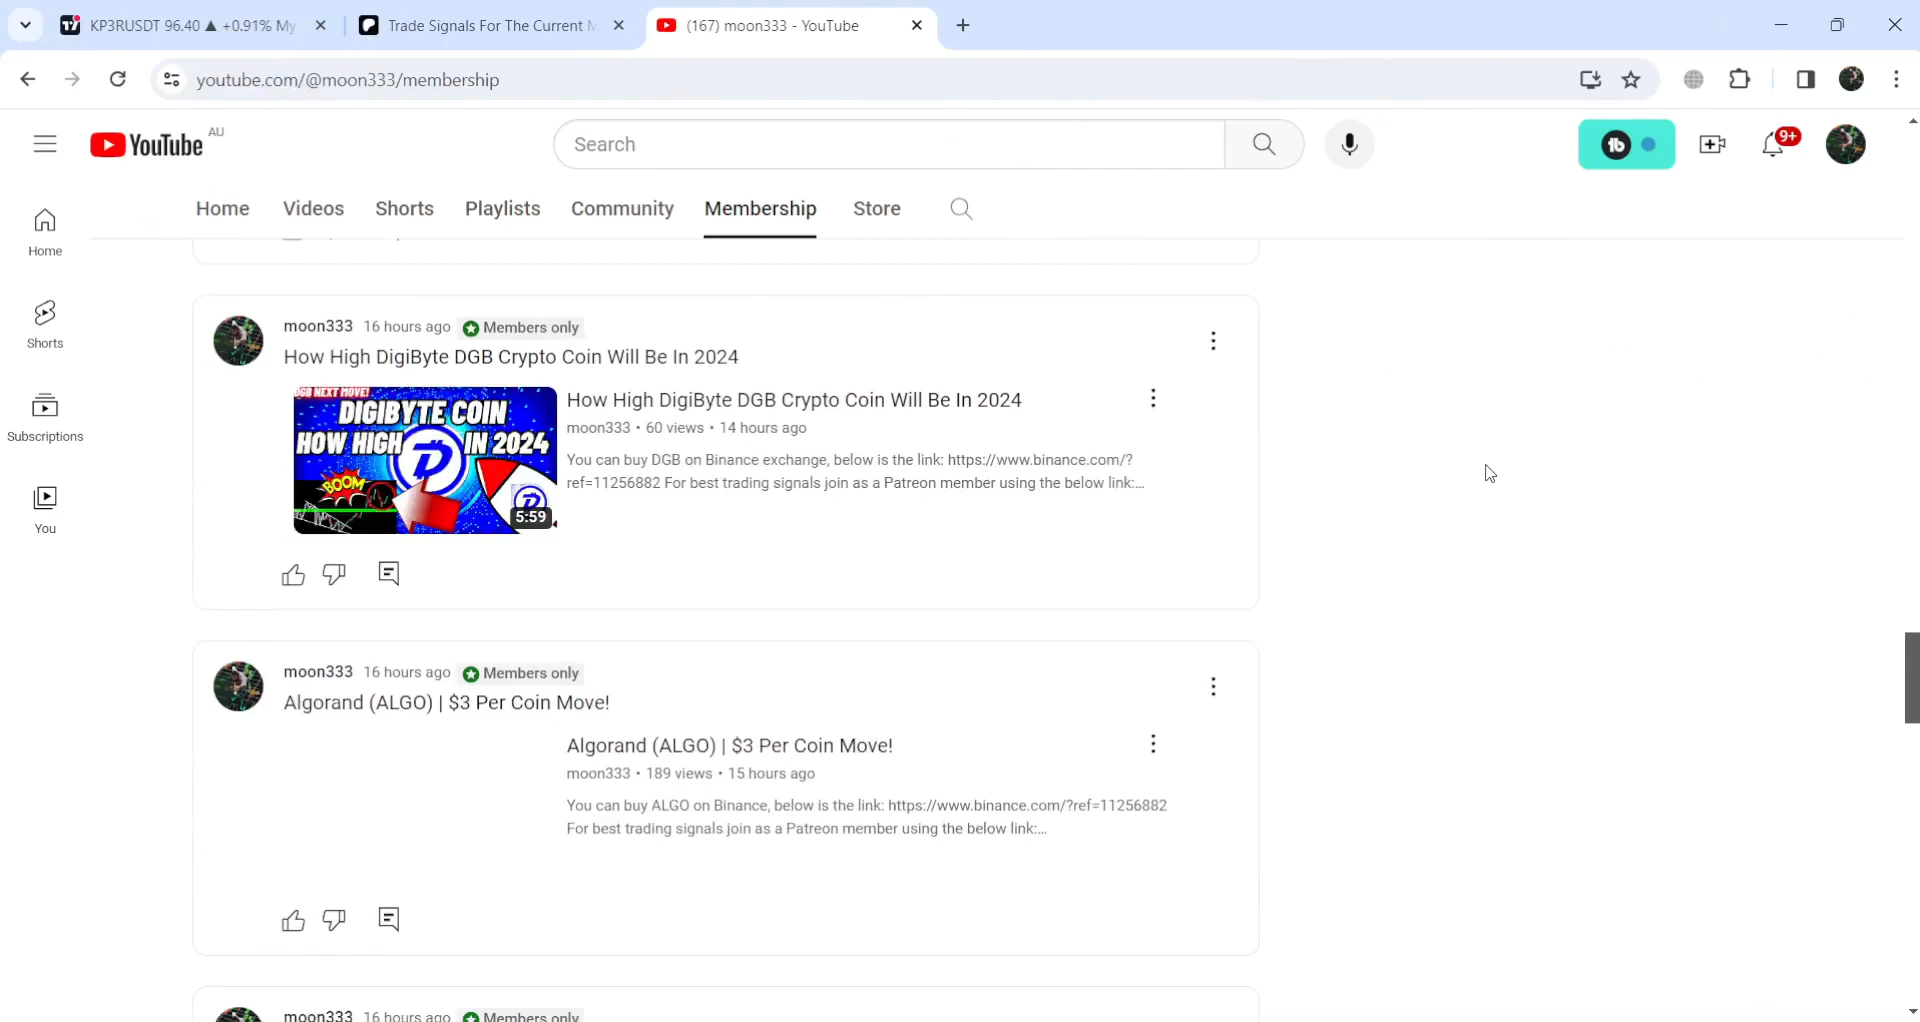 KP3RUSDT 96.40 ▲ +0.91% My
Trade Signals For The Current
(167) moon333 - YouTube
youtube.com/@moon333/membership
YouTube AU
Search
9+
Home
Videos
Shorts
Playlists
Community
Membership
Store
Home
Shorts
Subscriptions
You
moon333 16 hours ago Members only
How High DigiByte DGB Crypto Coin Will Be In 2024
DGB NEXT MOVE!
DIGIBYTE COIN
HOW HIGH IN 2024
BOOM
5:59
How High DigiByte DGB Crypto Coin Will Be In 2024
moon333 • 60 views • 14 hours ago
You can buy DGB on Binance exchange, below is the link: https://www.binance.com/?
ref=11256882 For best trading signals join as a Patreon member using the below link:...
moon333 16 hours ago Members only
Algorand (ALGO) | $3 Per Coin Move!
Algorand (ALGO) | $3 Per Coin Move!
moon333 • 189 views • 15 hours ago
You can buy ALGO on Binance, below is the link: https://www.binance.com/?ref=11256882
For best trading signals join as a Patreon member using the below link:...
moon333 16 hours ago Members only